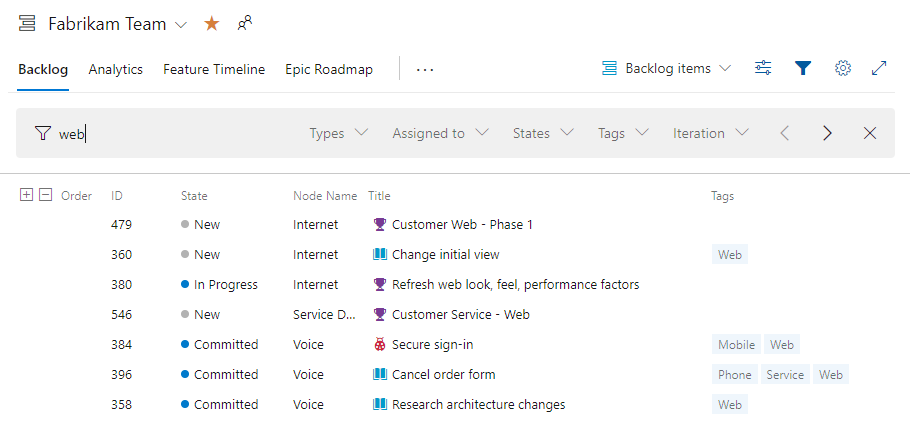 Fabrikam Team
Backlog Analytics Feature Timeline Epic Roadmap ... Backlog items
web Types Assigned to States Tags Iteration
Order ID State Node Name Title Tags
479 New Internet Customer Web - Phase 1
360 New Internet Change initial view Web
380 In Progress Internet Refresh web look, feel, performance factors
546 New Service D... Customer Service - Web
384 Committed Voice Secure sign-in Mobile Web
396 Committed Voice Cancel order form Phone Service Web
358 Committed Voice Research architecture changes Web